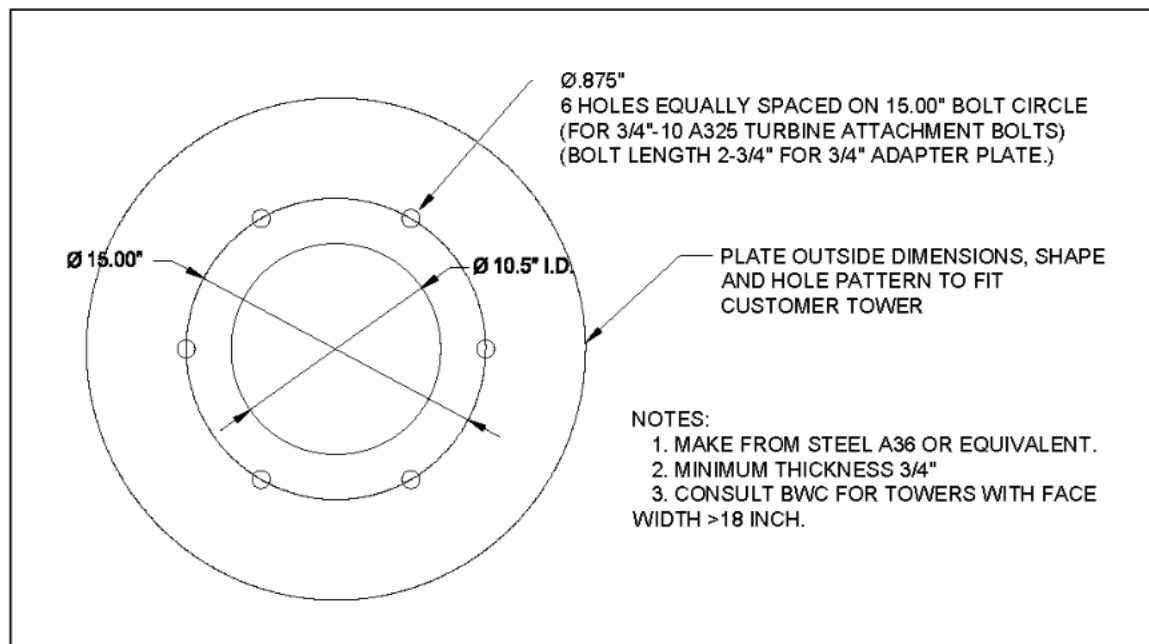 Ø.875"
6 HOLES EQUALLY SPACED ON 15.00" BOLT CIRCLE
(FOR 3/4"-10 A325 TURBINE ATTACHMENT BOLTS)
(BOLT LENGTH 2-3/4" FOR 3/4" ADAPTER PLATE.)
Ø 15.00"
Ø 10.5" I.D.
PLATE OUTSIDE DIMENSIONS, SHAPE
AND HOLE PATTERN TO FIT
CUSTOMER TOWER
NOTES:
1. MAKE FROM STEEL A36 OR EQUIVALENT.
2. MINIMUM THICKNESS 3/4"
3. CONSULT BWC FOR TOWERS WITH FACE
WIDTH >18 INCH.